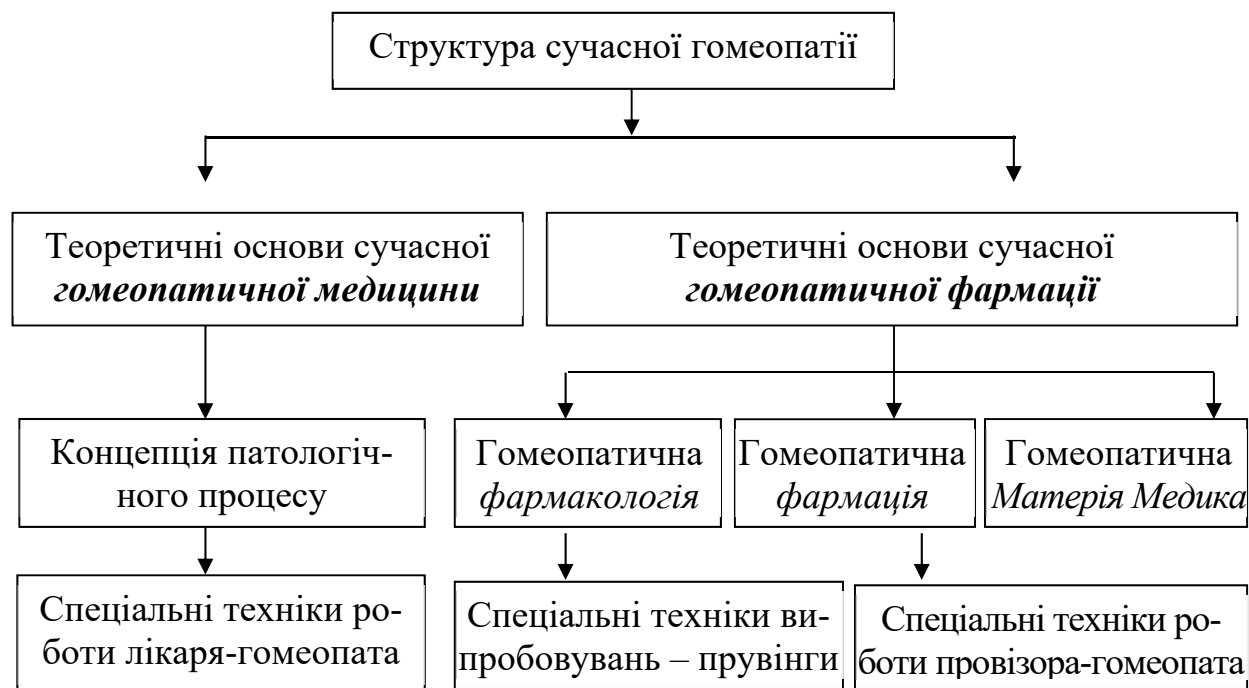 Структура сучасної гомеопатії
Теоретичні основи сучасної
гомеопатичної медицини
Теоретичні основи сучасної
гомеопатичної фармації
Концепція патологіч-
ного процесу
Гомеопатична
фармакологія
Гомеопатична
фармація
Гомеопатична
Матерія Медика
Спеціальні техніки ро-
боти лікаря-гомеопата
Спеціальні техніки ви-
пробовувань – прувінги
Спеціальні техніки ро-
боти провізора-гомеопата